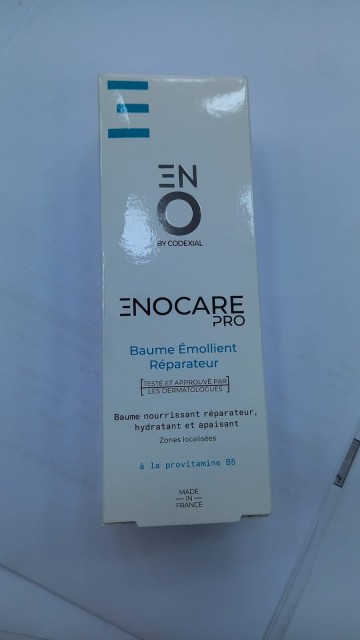 ENO
BY CODEXIAL
ENOCARE
PRO
Baume Émollient
Réparateur
TESTÉ ET APPROUVÉ PAR
LES DERMATOLOGUES
Baume nourrissant réparateur,
hydratant et apaisant
Zones localisées
à la provitamine B5
MADE
IN
FRANCE